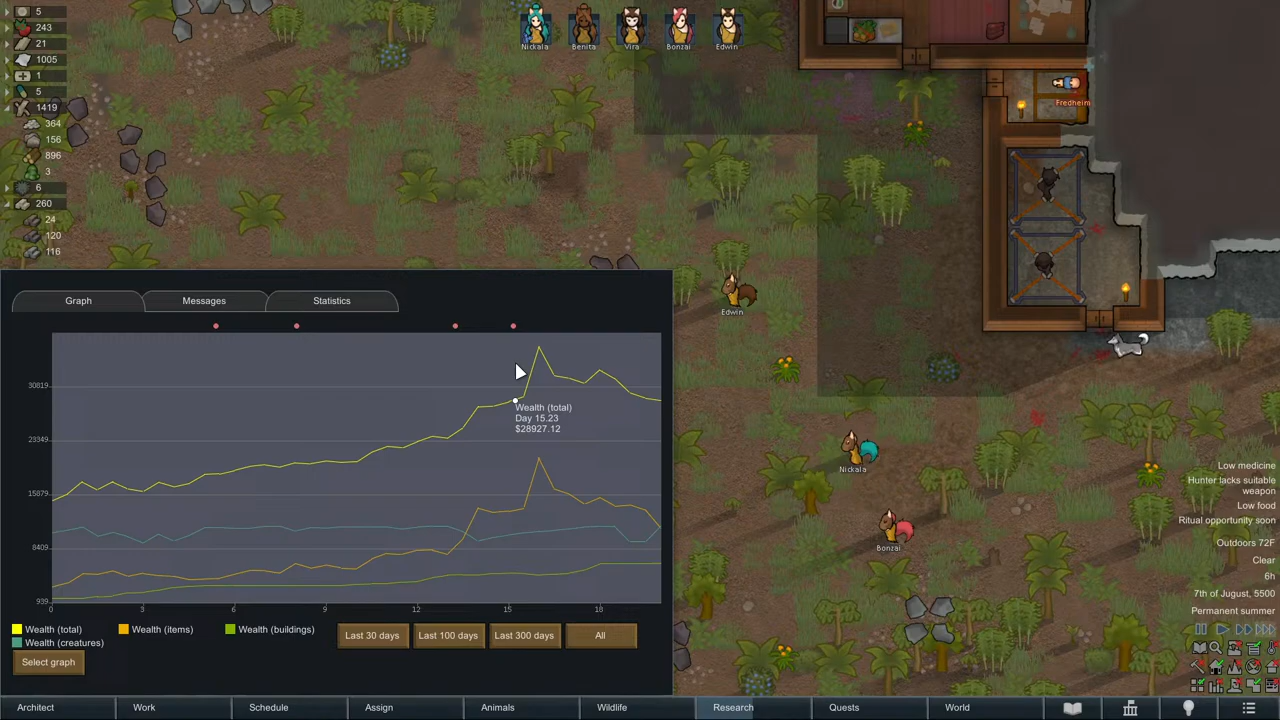 5
243
21
1005
1
5
1419
364
156
896
3
6
260
24
120
116
Nickala
Benita
Vira
Bonzai
Edwin
Fredheim
Edwin
Nickala
Bonzai
Graph
Messages
Statistics
30819
23349
15879
8409
939
0
3
6
9
12
15
18
Wealth (total)
Day 15.23
$28927.12
Wealth (total)
Wealth (items)
Wealth (buildings)
Wealth (creatures)
Last 30 days
Last 100 days
Last 300 days
All
Select graph
Low medicine
Hunter lacks suitable
weapon
Low food
Ritual opportunity soon
Outdoors 72F
Clear
6h
7th of August, 5500
Permanent summer
Architect
Work
Schedule
Assign
Animals
Wildlife
Research
Quests
World